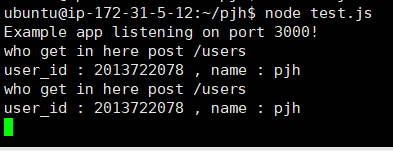 ubuntu@ip-172-31-5-12:~/pjh$ node test.js
Example app listening on port 3000!
who get in here post /users
user_id : 2013722078 , name : pjh
who get in here post /users
user_id : 2013722078 , name : pjh